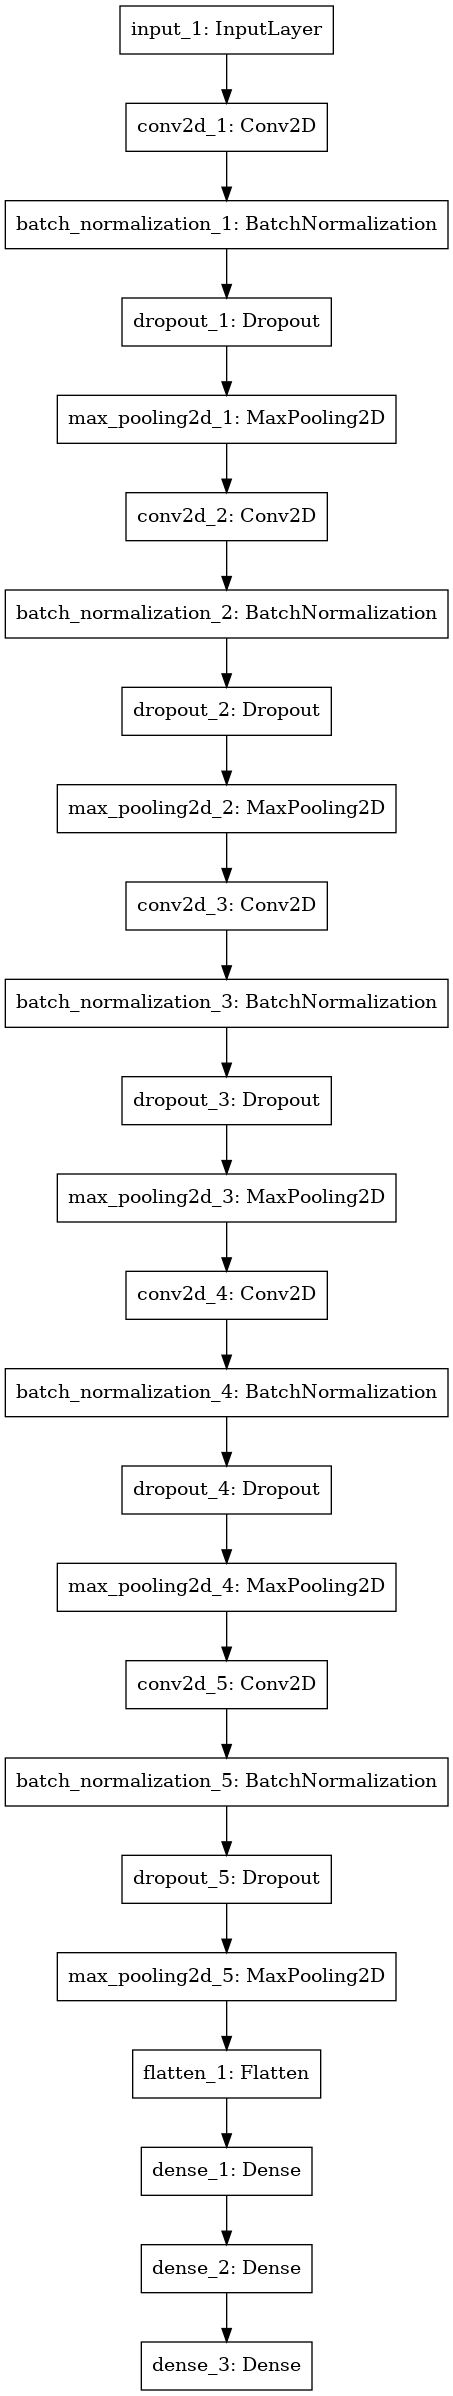 input_1: InputLayer
conv2d_1: Conv2D
batch_normalization_1: BatchNormalization
dropout_1: Dropout
max_pooling2d_1: MaxPooling2D
conv2d_2: Conv2D
batch_normalization_2: BatchNormalization
dropout_2: Dropout
max_pooling2d_2: MaxPooling2D
conv2d_3: Conv2D
batch_normalization_3: BatchNormalization
dropout_3: Dropout
max_pooling2d_3: MaxPooling2D
conv2d_4: Conv2D
batch_normalization_4: BatchNormalization
dropout_4: Dropout
max_pooling2d_4: MaxPooling2D
conv2d_5: Conv2D
batch_normalization_5: BatchNormalization
dropout_5: Dropout
max_pooling2d_5: MaxPooling2D
flatten_1: Flatten
dense_1: Dense
dense_2: Dense
dense_3: Dense